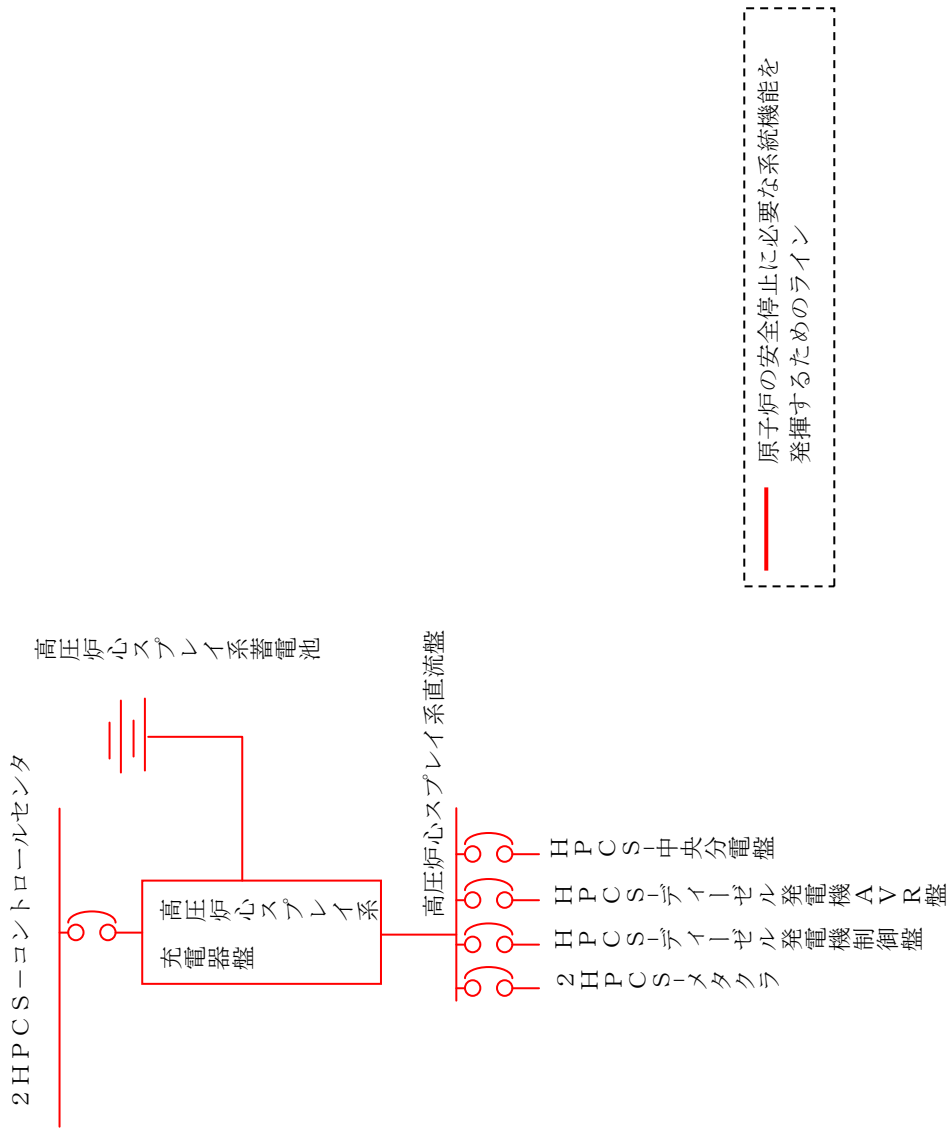 2HPCS-コントロールセンタ
高圧炉心スプレイ系蓄電池
高圧炉心スプレイ系
充電器盤
高圧炉心スプレイ系直流盤
2HPCS-メタクラ
HPCS-ディーゼル発電機制御盤
HPCS-ディーゼル発電機AVR盤
HPCS-中央分電盤
原子炉の安全停止に必要な系統機能を
発揮するためのライン